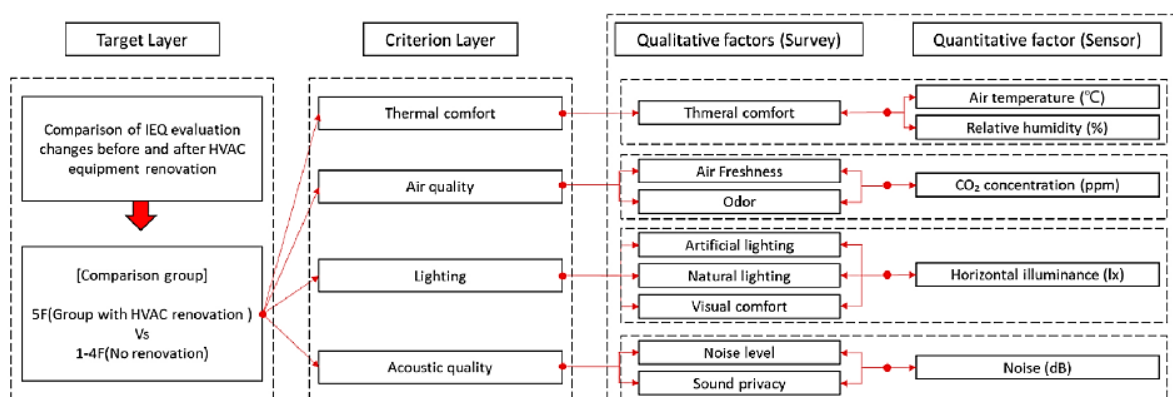 Target Layer
Criterion Layer
Qualitative factors (Survey)
Quantitative factor (Sensor)
Comparison of IEQ evaluation
changes before and after HVAC
equipment renovation
[Comparison group]
5F(Group with HVAC renovation )
Vs
1-4F(No renovation)
Thermal comfort
Air quality
Lighting
Acoustic quality
Thmeral comfort
Air Freshness
Odor
Artificial lighting
Natural lighting
Visual comfort
Noise level
Sound privacy
Air temperature (℃)
Relative humidity (%)
CO₂ concentration (ppm)
Horizontal illuminance (lx)
Noise (dB)